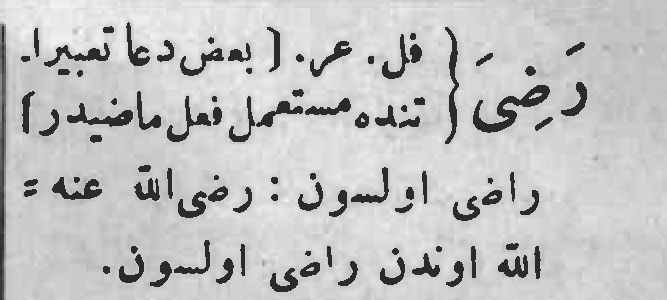 رَضِیَ { فل. عر. [ بعض دعا تعبیرا-
تنده مستعمل فعل ماضیدر]
راضی اولسون : رضی‌الله عنه =
الله اوندن راضی اولسون.